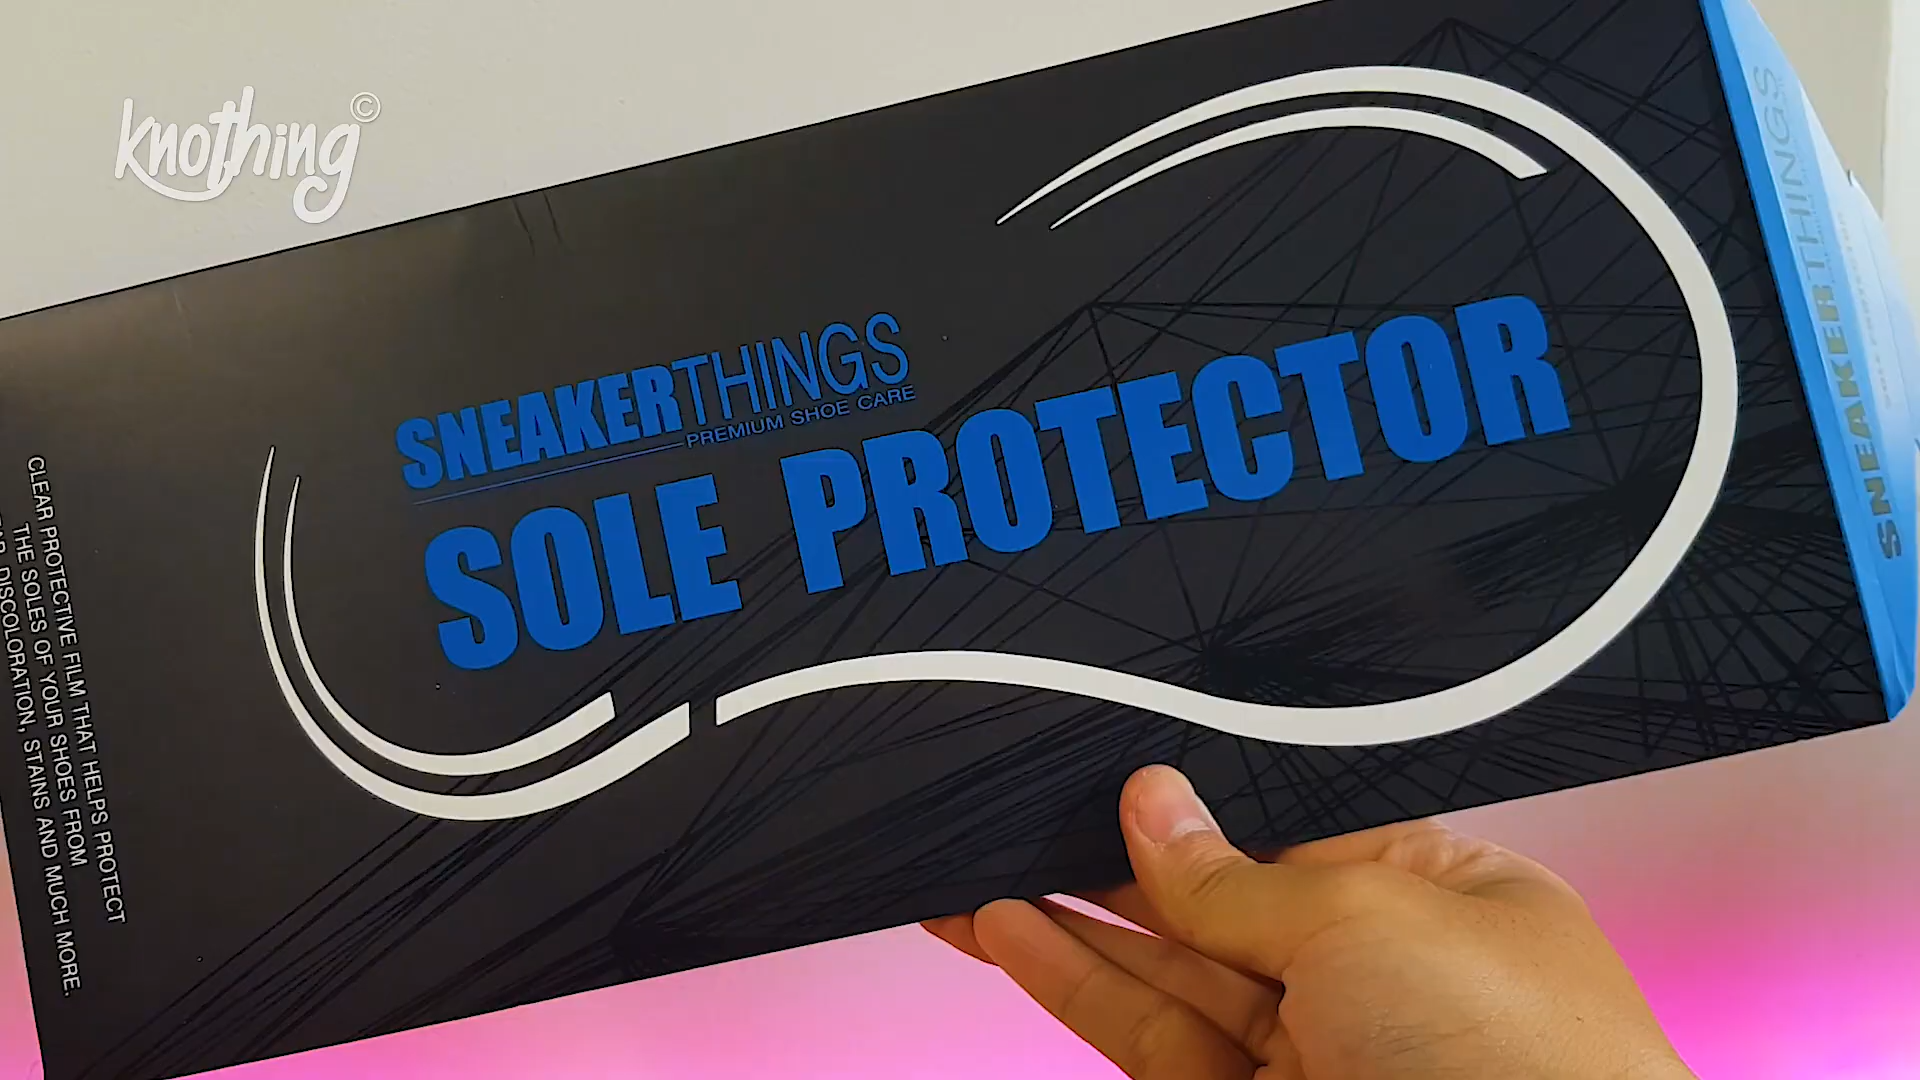 knothing©
SNEAKERTHINGS
PREMIUM SHOE CARE
SOLE PROTECTOR
CLEAR PROTECTIVE FILM THAT HELPS PROTECT
THE SOLES OF YOUR SHOES FROM
DISCOLORATION, STAINS AND MUCH MORE.
SNEAKERTHINGS